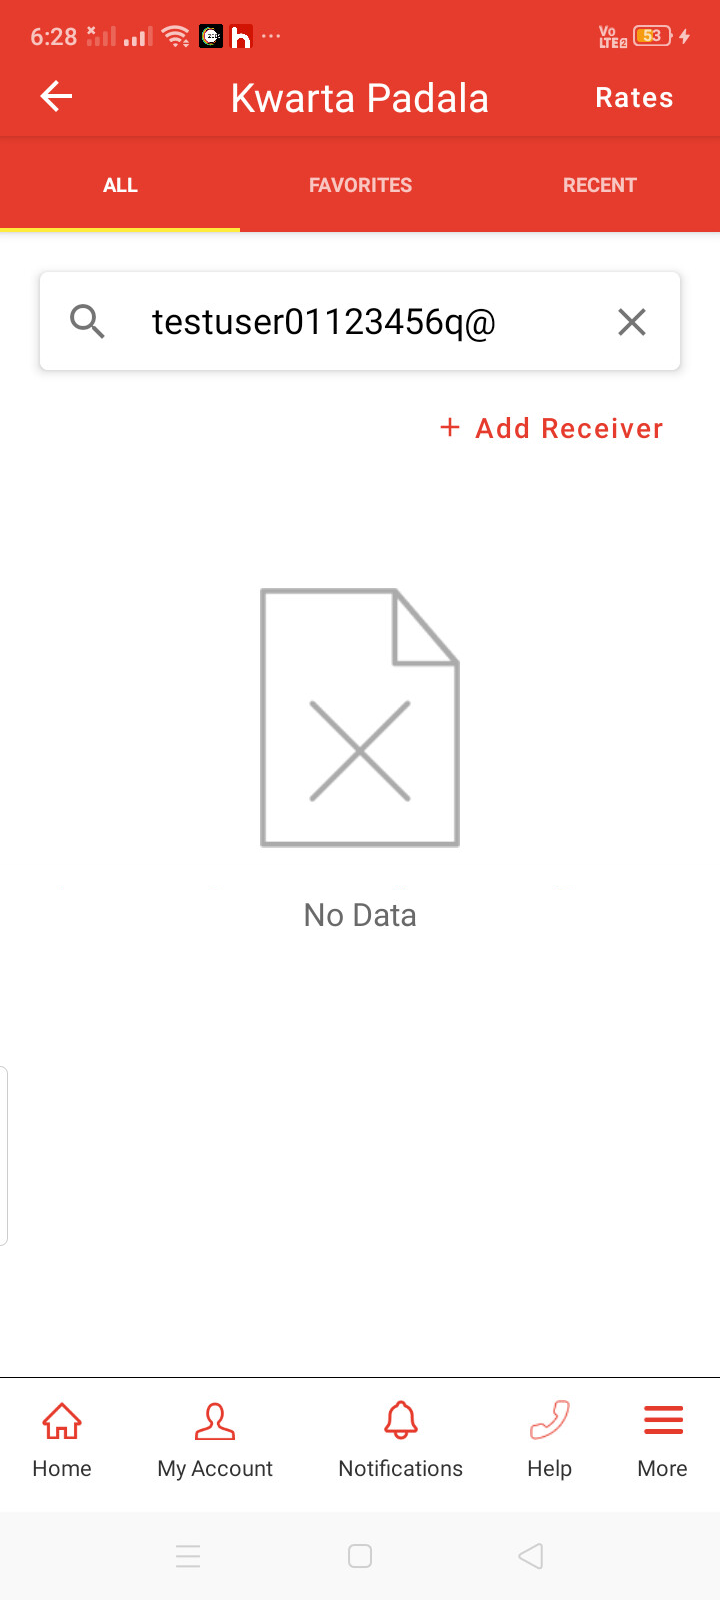 6:28
Vo LTE2 53
Kwarta Padala
Rates
ALL
FAVORITES
RECENT
testuser01123456q@
+ Add Receiver
No Data
Home
My Account
Notifications
Help
More